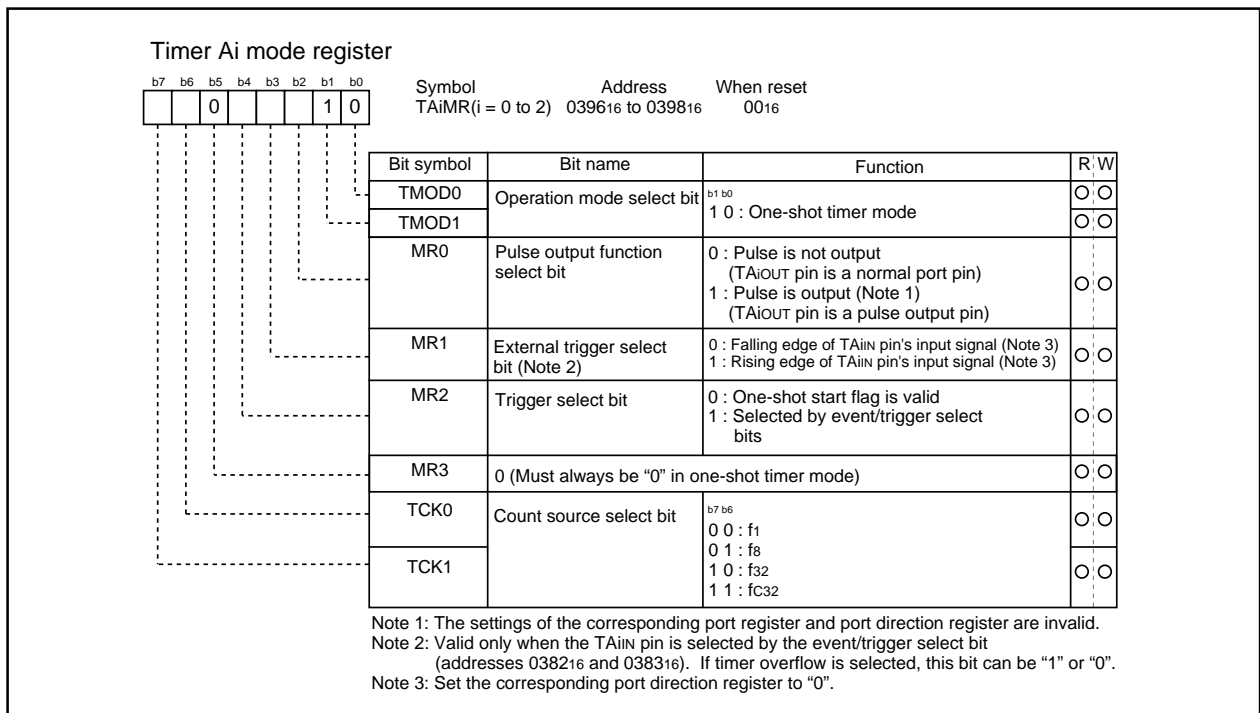 Timer Ai mode register
b7 b6 b5 b4 b3 b2 b1 b0
0 1 0
Symbol Address When reset
TAiMR(i = 0 to 2) 039616 to 039816 0016
Bit symbol Bit name Function R W
TMOD0 Operation mode select bit b1 b0
1 0 : One-shot timer mode
TMOD1
MR0 Pulse output function select bit
0 : Pulse is not output
(TAiOUT pin is a normal port pin)
1 : Pulse is output (Note 1)
(TAiOUT pin is a pulse output pin)
MR1 External trigger select bit (Note 2)
0 : Falling edge of TAiIN pin's input signal (Note 3)
1 : Rising edge of TAiIN pin's input signal (Note 3)
MR2 Trigger select bit
0 : One-shot start flag is valid
1 : Selected by event/trigger select
bits
MR3 0 (Must always be “0” in one-shot timer mode)
TCK0 Count source select bit b7 b6
0 0 : f1
0 1 : f8
TCK1 1 0 : f32
1 1 : fC32
Note 1: The settings of the corresponding port register and port direction register are invalid.
Note 2: Valid only when the TAiIN pin is selected by the event/trigger select bit
(addresses 038216 and 038316). If timer overflow is selected, this bit can be “1” or “0”.
Note 3: Set the corresponding port direction register to “0”.